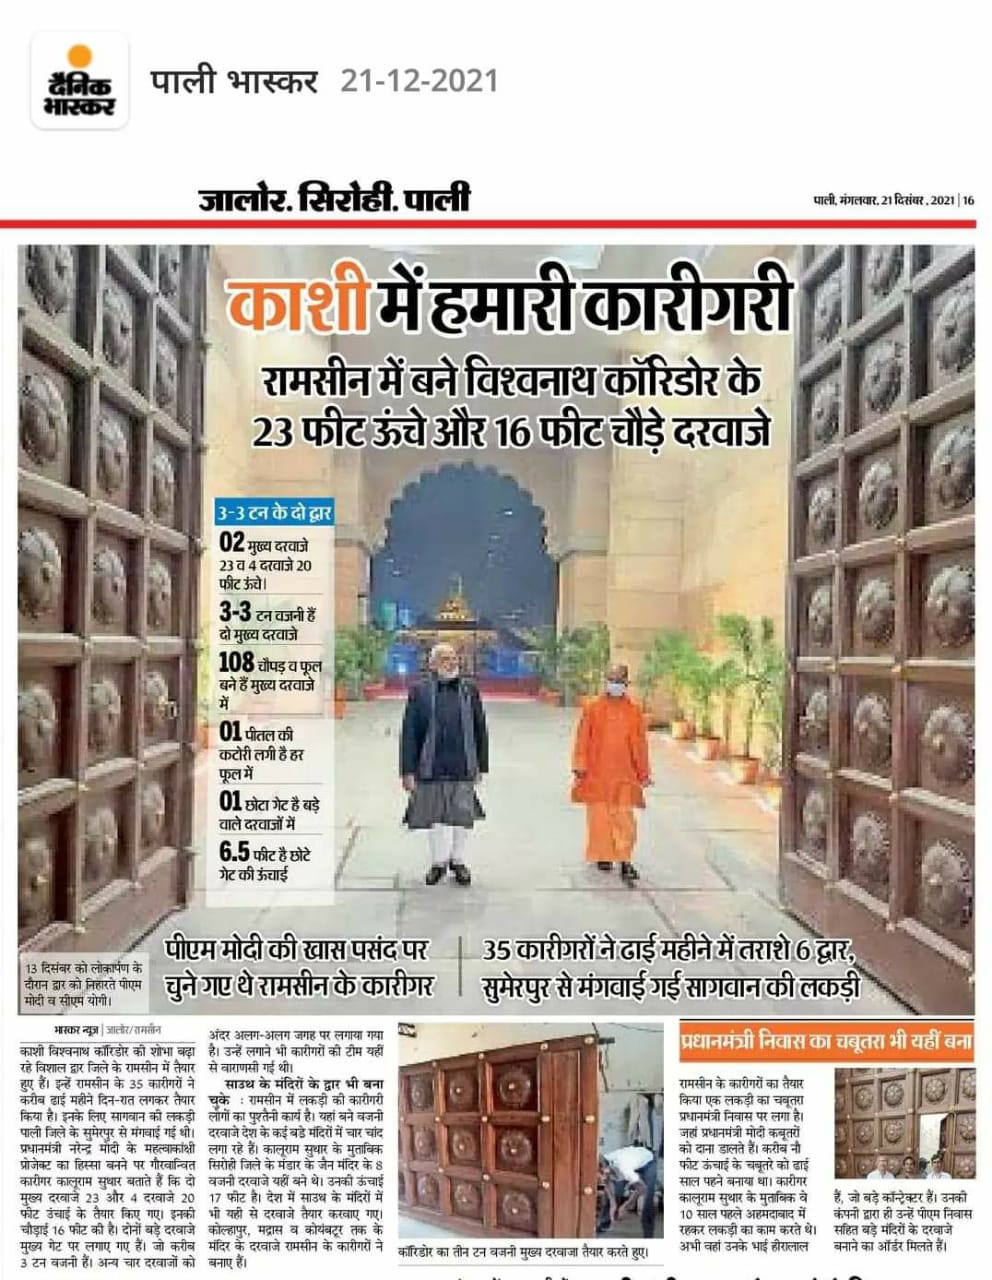 दैनिक
भास्कर
पाली भास्कर 21-12-2021
जालोर. सिरोही. पाली
पाली, मंगलवार, 21 दिसंबर, 2021 | 16
काशी में हमारी कारीगरी
रामसीन में बने विश्वनाथ कॉरिडोर के
23 फीट ऊंचे और 16 फीट चौड़े दरवाजे
3-3 टन के दो द्वार
02 मुख्य दरवाजे
23 व 4 दरवाजे 20
फीट ऊंचे।
3-3 टन वजनी हैं
दो मुख्य दरवाजे
108 चौपड़ व फूल
बने हैं मुख्य दरवाजे
में
01 पीतल की
कटोरी लगी है हर
फूल में
01 छोटा गेट है बड़े
वाले दरवाजों में
6.5 फीट है छोटे
गेट की ऊंचाई
13 दिसंबर को लोकार्पण के
दौरान द्वार को निहारते पीएम
मोदी व सीएम योगी।
पीएम मोदी की खास पसंद पर
चुने गए थे रामसीन के कारीगर
35 कारीगरों ने ढाई महीने में तराशे 6 द्वार,
सुमेरपुर से मंगवाई गई सागवान की लकड़ी
भास्कर न्यूज | जालोर/रामसीन
काशी विश्वनाथ कॉरिडोर की शोभा बढ़ा
रहे विशाल द्वार जिले के रामसीन में तैयार
हुए हैं। इन्हें रामसीन के 35 कारीगरों ने
करीब ढाई महीने दिन-रात लगकर तैयार
किया है। इनके लिए सागवान की लकड़ी
पाली जिले के सुमेरपुर से मंगवाई गई थी।
प्रधानमंत्री नरेन्द्र मोदी के महत्वाकांक्षी
प्रोजेक्ट का हिस्सा बनने पर गौरवान्वित
कारीगर कालूराम सुथार बताते हैं कि दो
मुख्य दरवाजे 23 और 4 दरवाजे 20
फीट उंचाई के तैयार किए गए। इनकी
चौड़ाई 16 फीट की है। दोनों बड़े दरवाजे
मुख्य गेट पर लगाए गए हैं। जो करीब
3 टन वजनी हैं। अन्य चार दरवाजों को
अंदर अलग-अलग जगह पर लगाया गया
है। उन्हें लगाने भी कारीगरों की टीम यहीं
से वाराणसी गई थी।
साउथ के मंदिरों के द्वार भी बना
चुके : रामसीन में लकड़ी की कारीगरी
लोगों का पुश्तैनी कार्य है। यहां बने वजनी
दरवाजे देश के कई बडे मंदिरों में चार चांद
लगा रहे हैं। कालूराम सुथार के मुताबिक
सिरोही जिले के मंडार के जैन मंदिर के 8
वजनी दरवाजे यहीं बने थे। उनकी ऊंचाई
17 फीट है। देश में साउथ के मंदिरों में
भी यही से दरवाजे तैयार करवाए गए।
कोल्हापुर, मद्रास व कोयंबटूर तक के
मंदिर के दरवाजे रामसीन के कारीगरों ने
बनाए हैं।
कॉरिडोर का तीन टन वजनी मुख्य दरवाजा तैयार करते हुए।
प्रधानमंत्री निवास का चबूतरा भी यहीं बना
रामसीन के कारीगरों का तैयार
किया एक लकड़ी का चबूतरा
प्रधानमंत्री निवास पर लगा है।
जहां प्रधानमंत्री मोदी कबूतरों
को दाना डालते हैं। करीब नौ
फीट ऊंचाई के चबूतरे को ढाई
साल पहने बनाया था। कारीगर
कालूराम सुथार के मुताबिक वे
10 साल पहले अहमदाबाद में
रहकर लकड़ी का काम करते थे।
अभी वहां उनके भाई हीरालाल
हैं, जो बड़े कॉन्ट्रेक्टर हैं। उनकी
कंपनी द्वारा ही उन्हें पीएम निवास
सहित बड़े मंदिरों के दरवाजे
बनाने का ऑर्डर मिलते हैं।